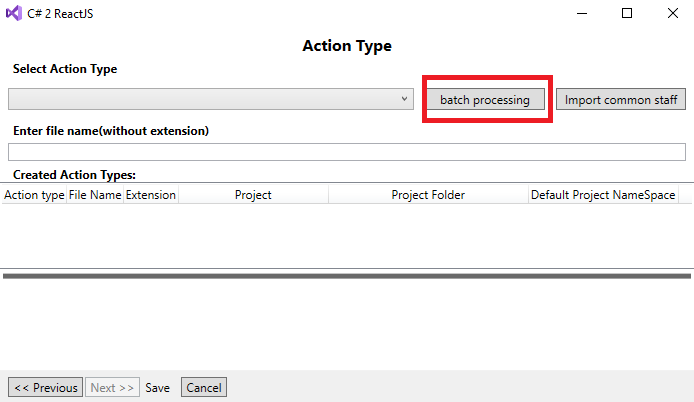 C# 2 ReactJS
Action Type
Select Action Type
batch processing Import common staff
Enter file name(without extension)
Created Action Types:
Action type File Name Extension Project Project Folder Default Project NameSpace
<< Previous Next >> Save Cancel